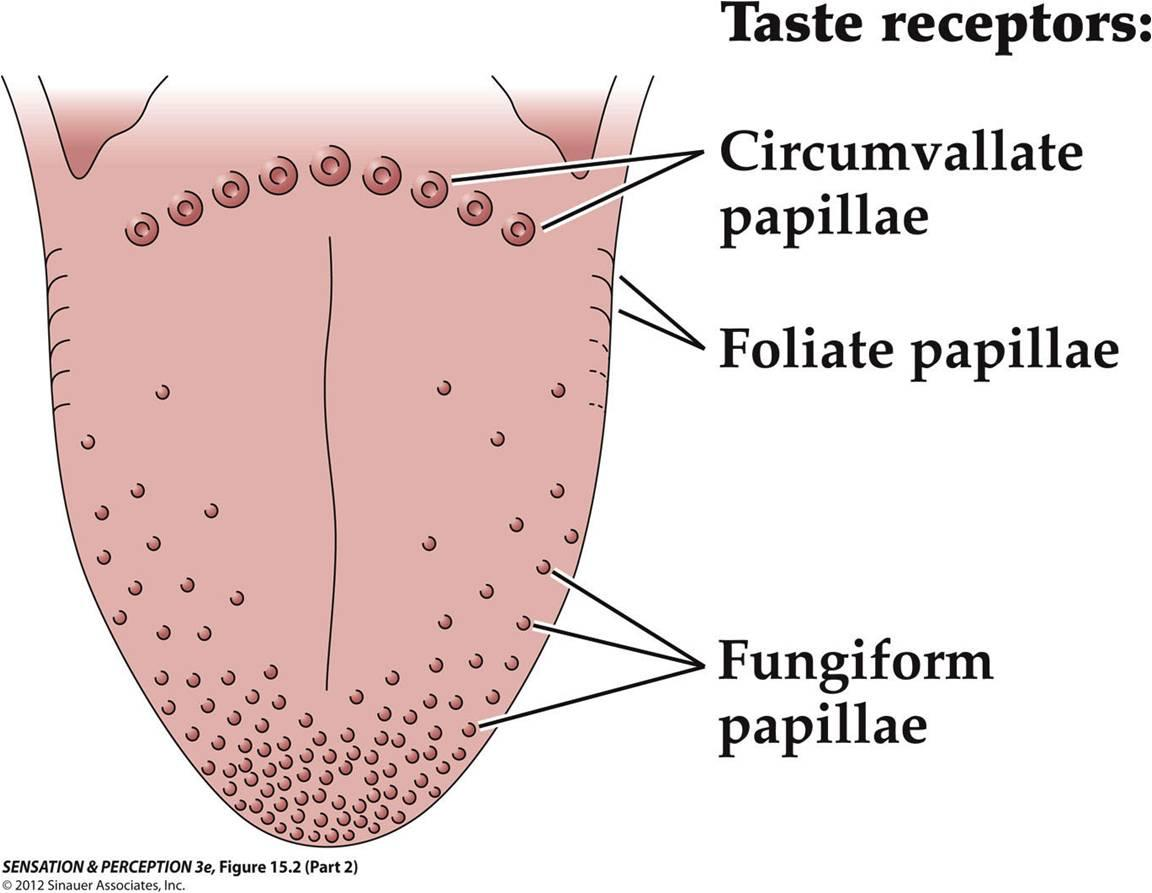 Taste receptors:
Circumvallate
papillae
Foliate papillae
Fungiform
papillae
SENSATION & PERCEPTION 3e, Figure 15.2 (Part 2)
© 2012 Sinauer Associates, Inc.